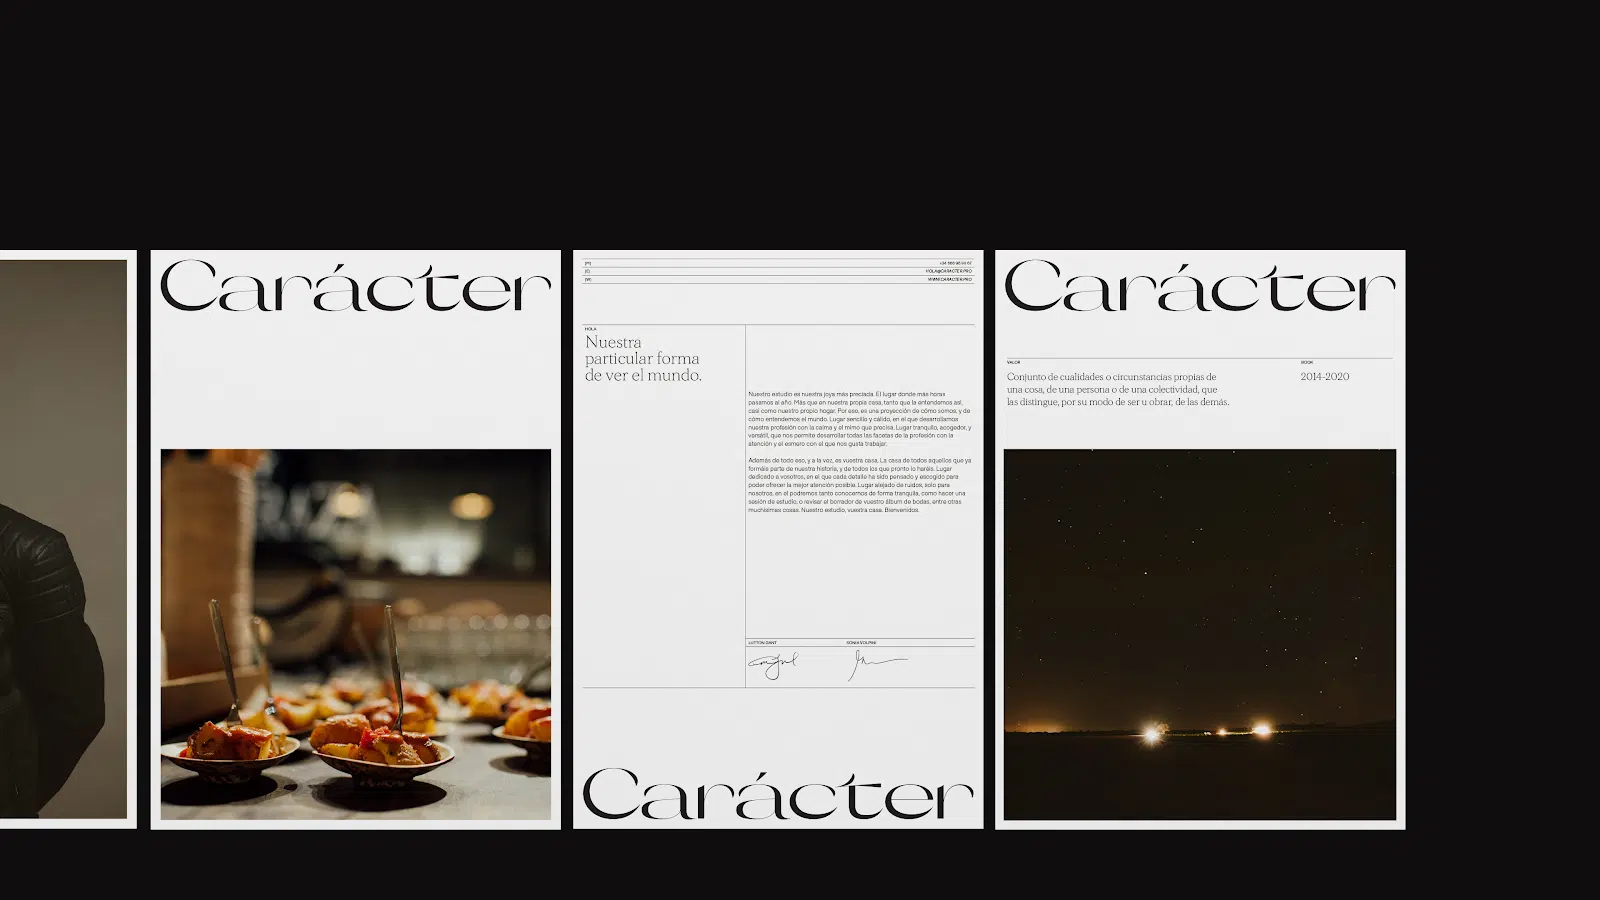 Carácter
[M]
+34 666 98 90 67
[E]
HOLA@CARACTER.PRO
[W]
WWW.CARACTER.PRO
HOLA
Nuestra
particular forma
de ver el mundo.
Nuestro estudio es nuestra joya más preciada. El lugar donde más horas
pasamos al año. Más que en nuestra propia casa, tanto que la entendemos así,
casi como nuestro propio hogar. Por eso, es una proyección de cómo somos, y de
cómo entendemos el mundo. Lugar sencillo y cálido, en el que desarrollamos
nuestra profesión con la calma y el mimo que precisa. Lugar tranquilo, acogedor, y
versátil, que nos permite desarrollar todas las facetas de la profesión con la
atención y el esmero con el que nos gusta trabajar.
Además de todo eso, y a la vez, es vuestra casa. La casa de todos aquellos que ya
formáis parte de nuestra historia, y de todos los que pronto lo haréis. Lugar
dedicado a vosotros, en el que cada detalle ha sido pensado y escogido para
poder ofrecer la mejor atención posible. Lugar alejado de ruidos, solo para
nosotros, en el podremos tanto conocernos de forma tranquila, como hacer una
sesión de estudio, o revisar el borrador de vuestro álbum de bodas, entre otras
muchísimas cosas. Nuestro estudio, vuestra casa. Bienvenidos.
Carácter
Carácter
VALOR
BOOK
Conjunto de cualidades o circunstancias propias de
una cosa, de una persona o de una colectividad, que
las distingue, por su modo de ser u obrar, de las demás.
2014-2020